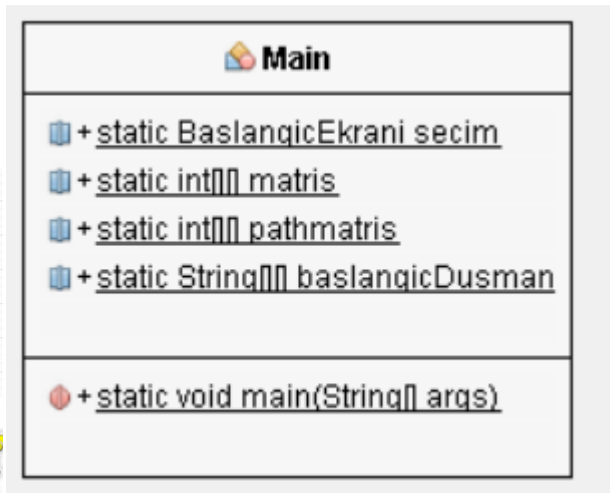 Main
+static BaslangicEkrani secim
+static int[][] matris
+static int[][] pathmatris
+static String[][] baslangicDusman
+static void main(String[] args)